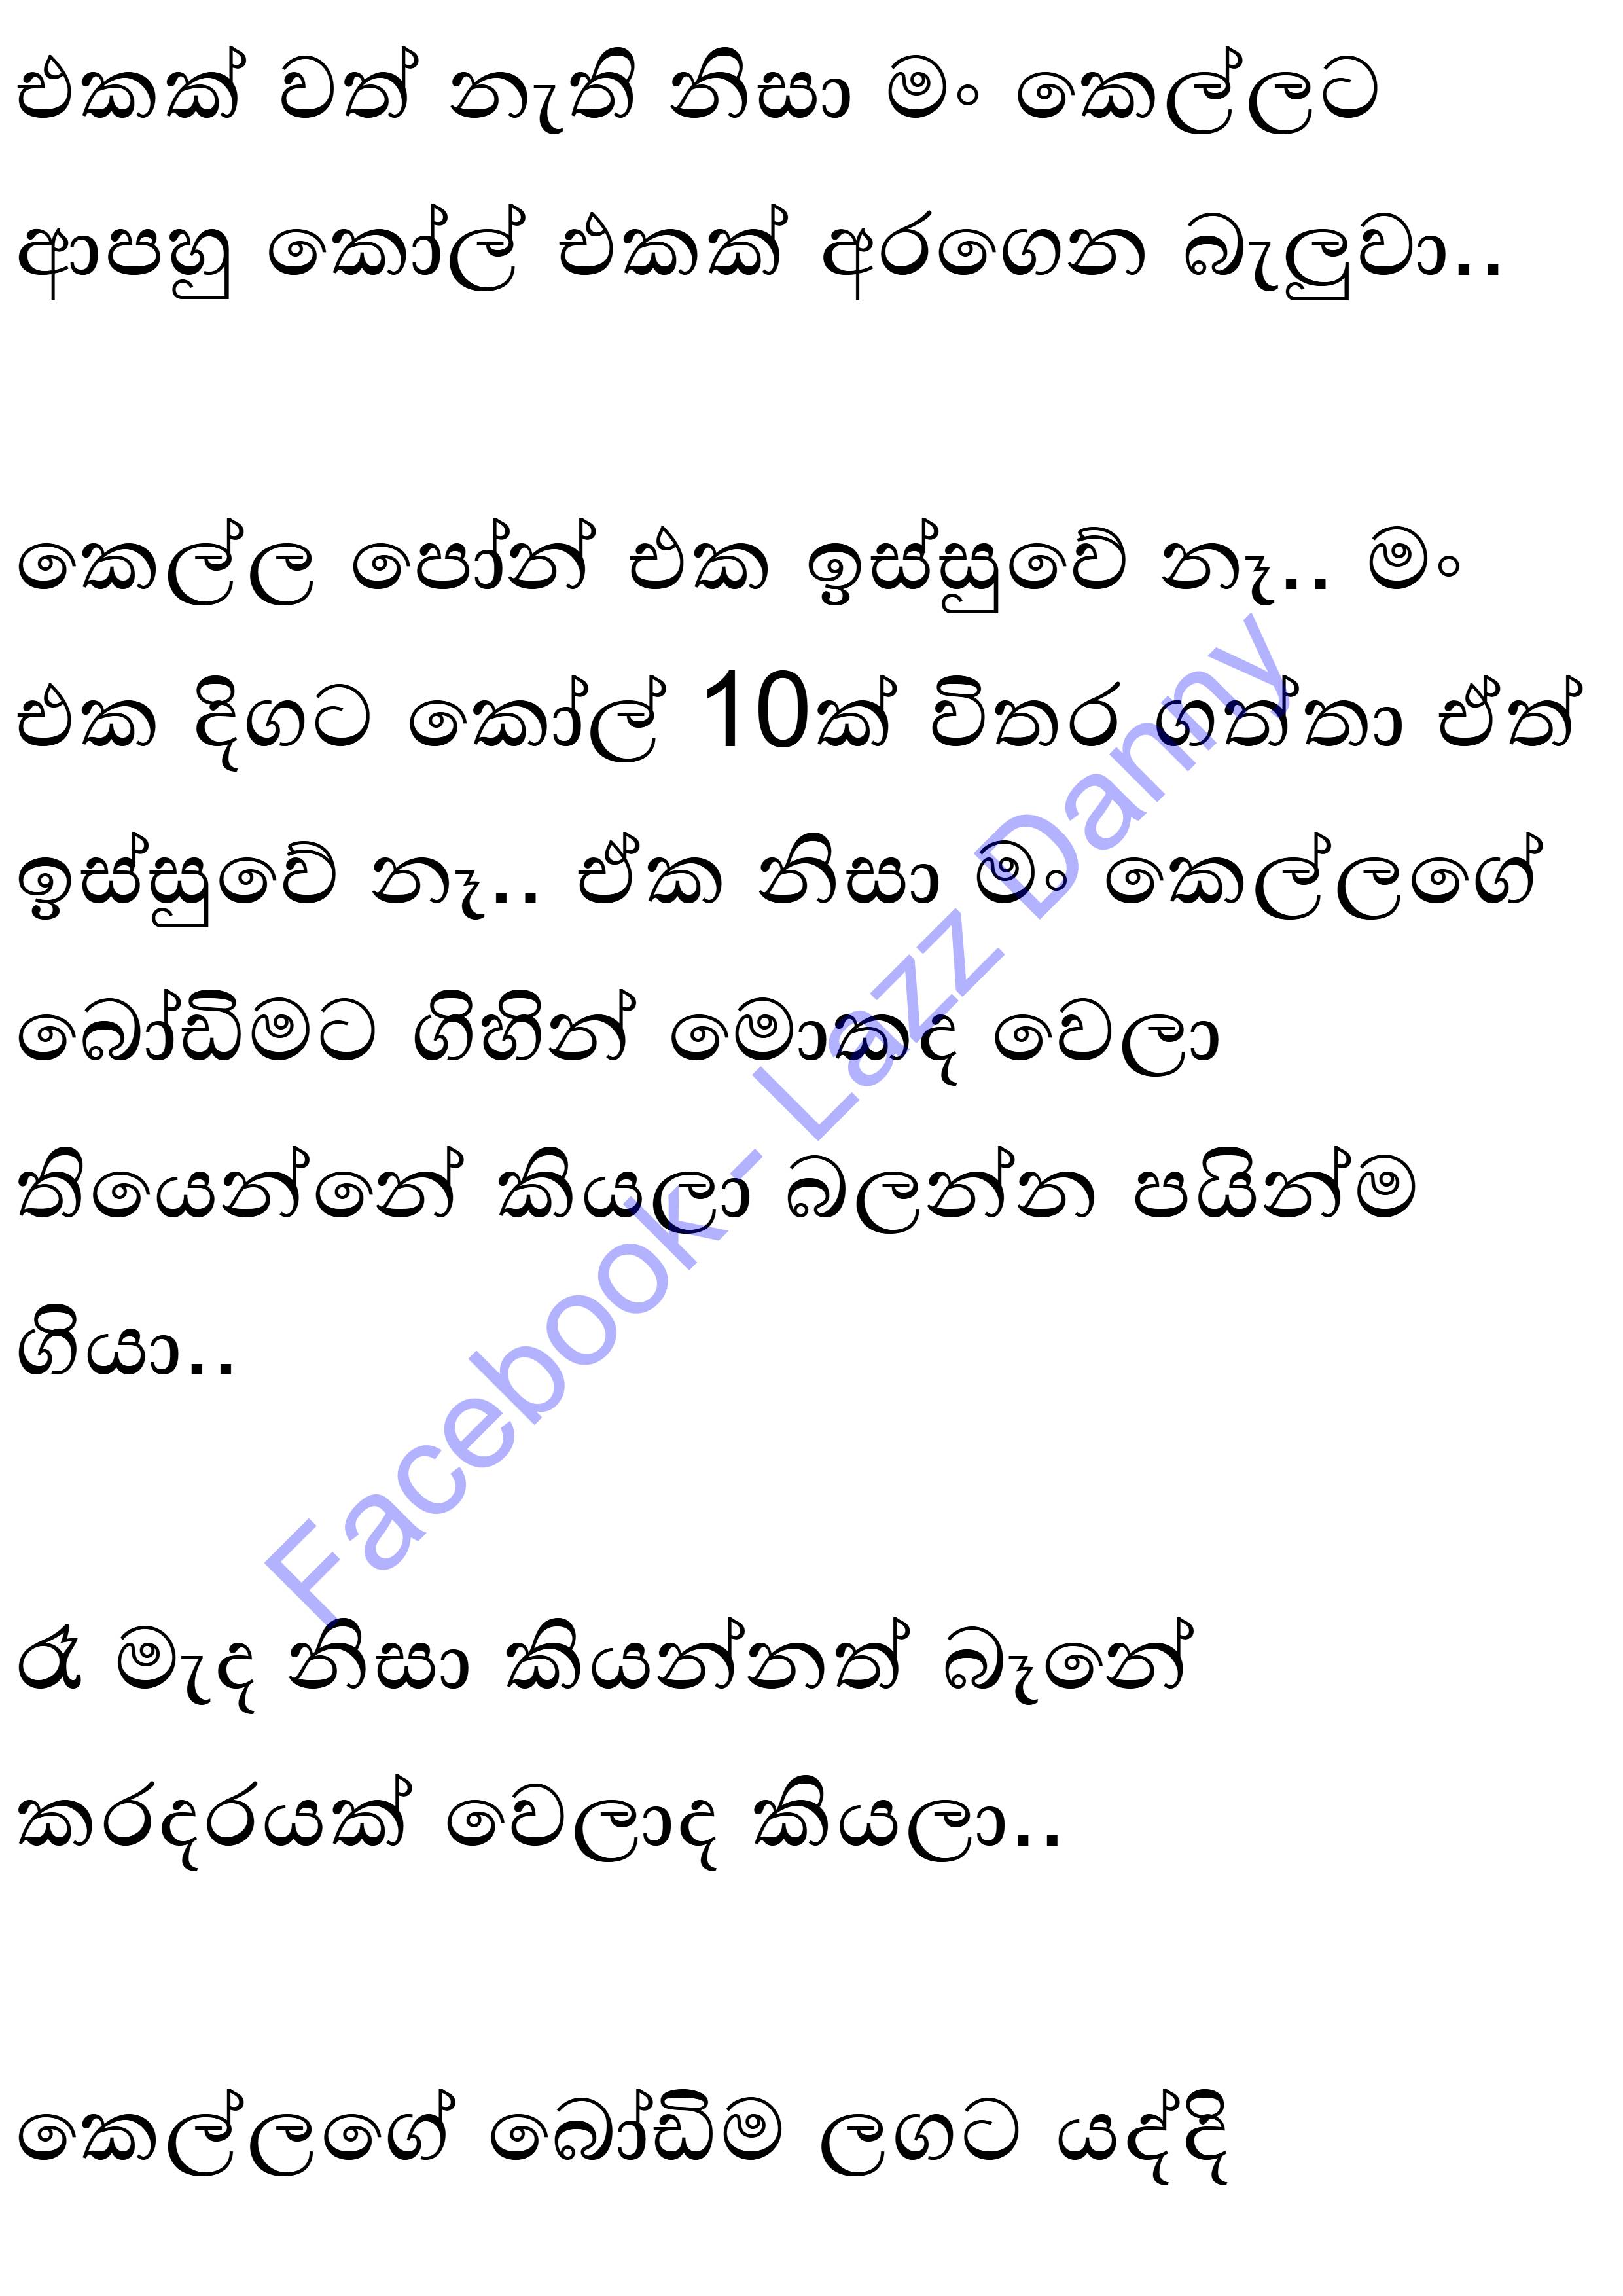 එකක් වත් නැති නිසා මං කෙල්ලට
ආපහු කෝල් එකක් අරගෙන බැලුවා..
කෙල්ල පෝන් එක ඉස්සුවේ නෑ.. මං
එක දිගට කෝල් 10ක් විතර ගත්තා ඒත්
ඉස්සුවේ නෑ.. ඒක නිසා මං කෙල්ලගේ
බෝඩිමට ගිහින් මොකද වෙලා
තියෙන්නේ කියලා බලන්න පයින්ම
ගියා..
රෑ මැද නිසා කියන්නත් බෑනේ
කරදරයක් වෙලාද කියලා..
කෙල්ලගේ බෝඩිම ලගට යද්දි
Facebook- Lazz Danny